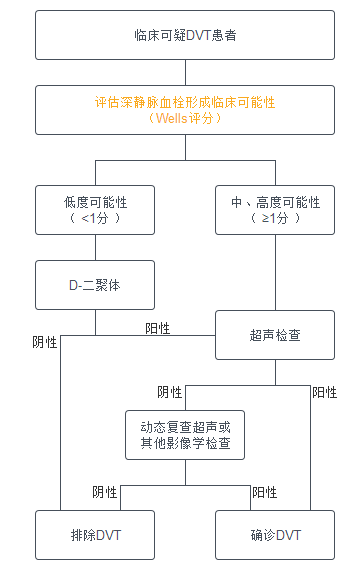 临床可疑DVT患者
评估深静脉血栓形成临床可能性
（Wells评分）
低度可能性
（ <1分 ）
中、高度可能性
（ ≥1分 ）
D-二聚体
超声检查
阳性
阴性
阴性
阳性
动态复查超声或
其他影像学检查
阴性
阳性
排除DVT
确诊DVT